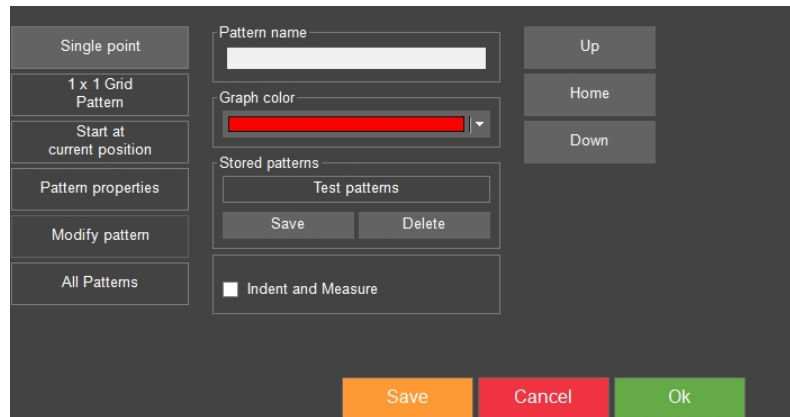 Single point
1 x 1 Grid
Pattern
Start at
current position
Pattern properties
Modify pattern
All Patterns
Pattern name
Graph color
Stored patterns
Test patterns
Save
Delete
Indent and Measure
Up
Home
Down
Save
Cancel
Ok